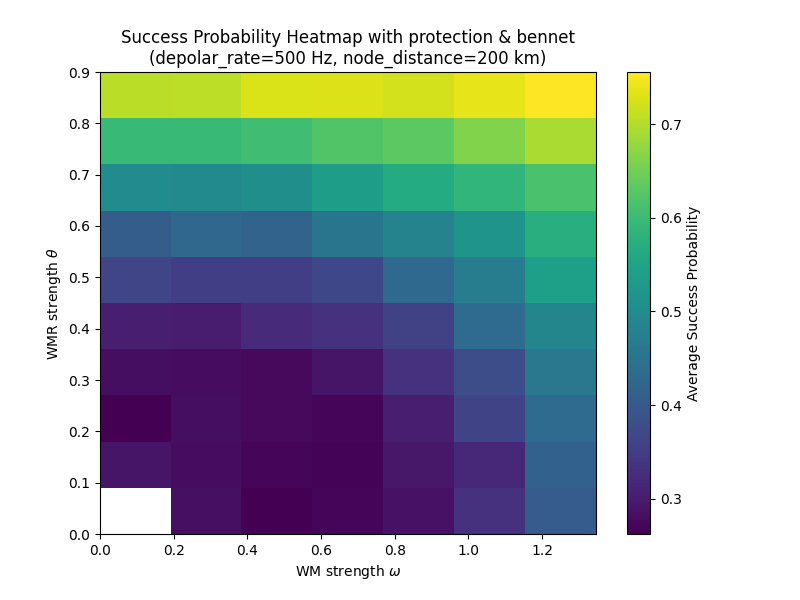 Success Probability Heatmap with protection & bennet
(depolar_rate=500 Hz, node_distance=200 km)
0.9
0.8
0.7
0.6
0.5
0.4
0.3
0.2
0.1
0.0
WMR strength θ
0.0 0.2 0.4 0.6 0.8 1.0 1.2
WM strength ω
0.7
0.6
0.5
0.4
0.3
Average Success Probability